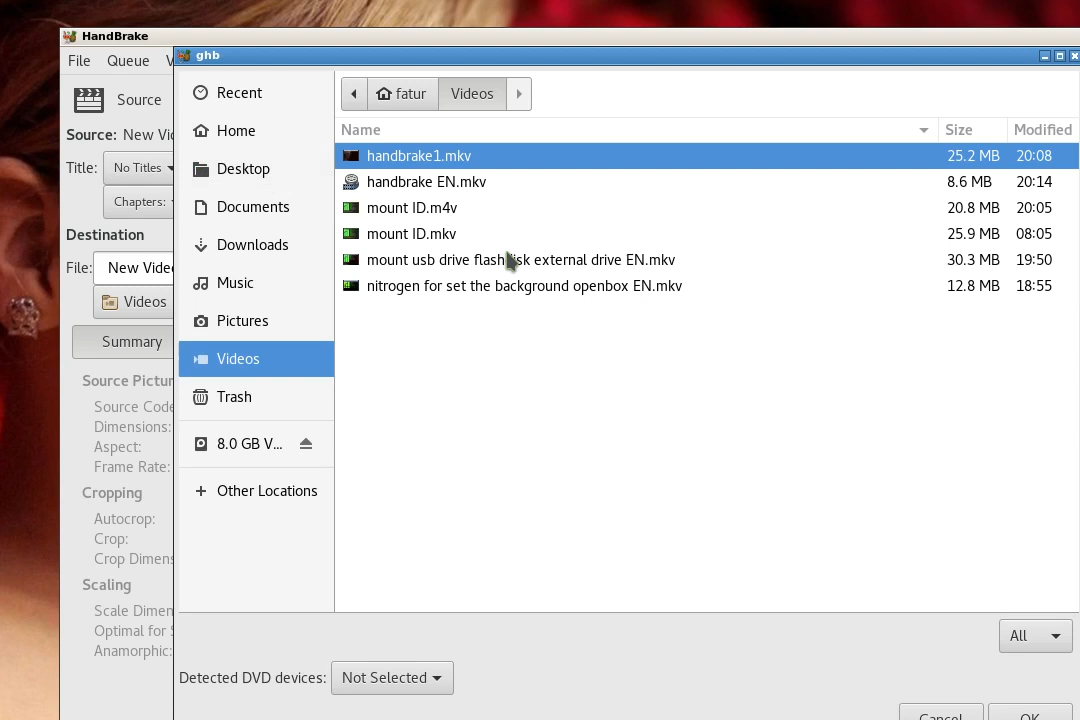 HandBrake
File Queue
ghb
Source
Source: New Vid
Title: No Titles
Chapters:
Destination
File: New Video
Videos
Summary
Source Pictur
Source Code
Dimensions:
Aspect:
Frame Rate:
Cropping
Autocrop:
Crop:
Crop Dimens
Scaling
Scale Dimen
Optimal for S
Anamorphic:
Recent
Home
Desktop
Documents
Downloads
Music
Pictures
Videos
Trash
8.0 GB V...
Other Locations
fatur Videos
Name Size Modified
handbrake1.mkv 25.2 MB 20:08
handbrake EN.mkv 8.6 MB 20:14
mount ID.m4v 20.8 MB 20:05
mount ID.mkv 25.9 MB 08:05
mount usb drive flashdisk external drive EN.mkv 30.3 MB 19:50
nitrogen for set the background openbox EN.mkv 12.8 MB 18:55
All
Detected DVD devices: Not Selected
Cancel OK